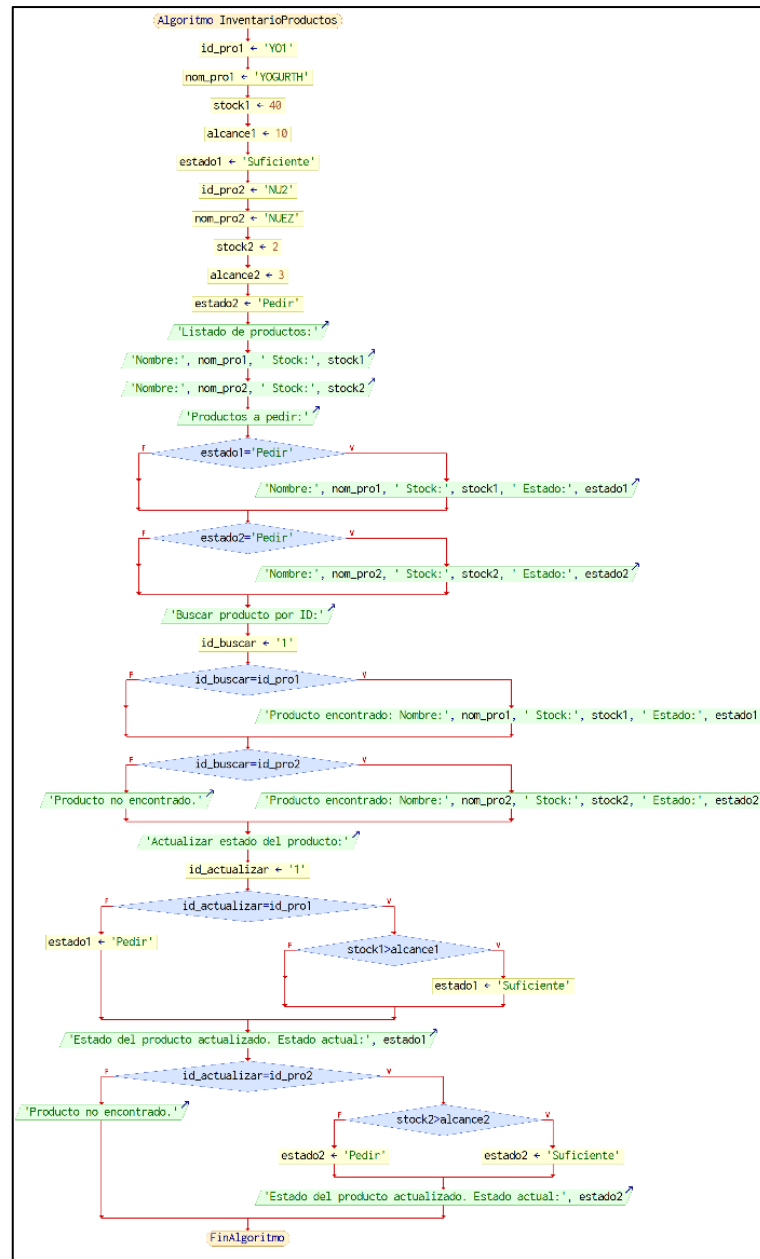 Algoritmo InventarioProductos
id_pro1 ← 'YO1'
nom_pro1 ← 'YOGURTH'
stock1 ← 40
alcance1 ← 10
estado1 ← 'Suficiente'
id_pro2 ← 'NU2'
nom_pro2 ← 'NUEZ'
stock2 ← 2
alcance2 ← 3
estado2 ← 'Pedir'
'Listado de productos:'
'Nombre:', nom_pro1, ' Stock:', stock1
'Nombre:', nom_pro2, ' Stock:', stock2
'Productos a pedir:'
F estado1='Pedir' V
'Nombre:', nom_pro1, ' Stock:', stock1, ' Estado:', estado1
F estado2='Pedir' V
'Nombre:', nom_pro2, ' Stock:', stock2, ' Estado:', estado2
'Buscar producto por ID:'
id_buscar ← '1'
F id_buscar=id_pro1 V
'Producto encontrado: Nombre:', nom_pro1, ' Stock:', stock1, ' Estado:', estado1
F id_buscar=id_pro2 V
'Producto no encontrado.' 'Producto encontrado: Nombre:', nom_pro2, ' Stock:', stock2, ' Estado:', estado2
'Actualizar estado del producto:'
id_actualizar ← '1'
F id_actualizar=id_pro1 V
estado1 ← 'Pedir' F stock1>alcance1 V
estado1 ← 'Suficiente'
'Estado del producto actualizado. Estado actual:', estado1
F id_actualizar=id_pro2 V
'Producto no encontrado.' F stock2>alcance2 V
estado2 ← 'Pedir' estado2 ← 'Suficiente'
'Estado del producto actualizado. Estado actual:', estado2
FinAlgoritmo